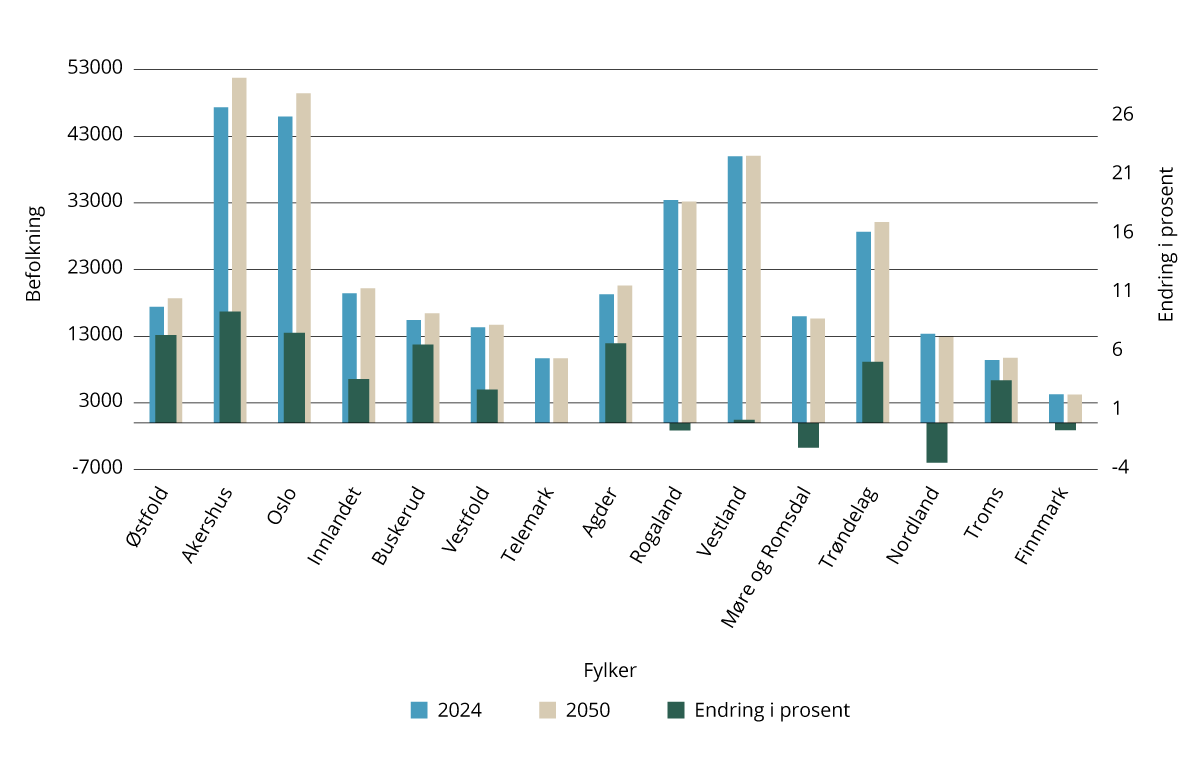 53000
43000
33000
23000
13000
3000
-7000
Befolkning
26
21
16
11
6
1
-4
Endring i prosent
Østfold
Akershus
Oslo
Innlandet
Buskerud
Vestfold
Telemark
Agder
Rogaland
Vestland
Møre og Romsdal
Trøndelag
Nordland
Troms
Finnmark
Fylker
2024
2050
Endring i prosent